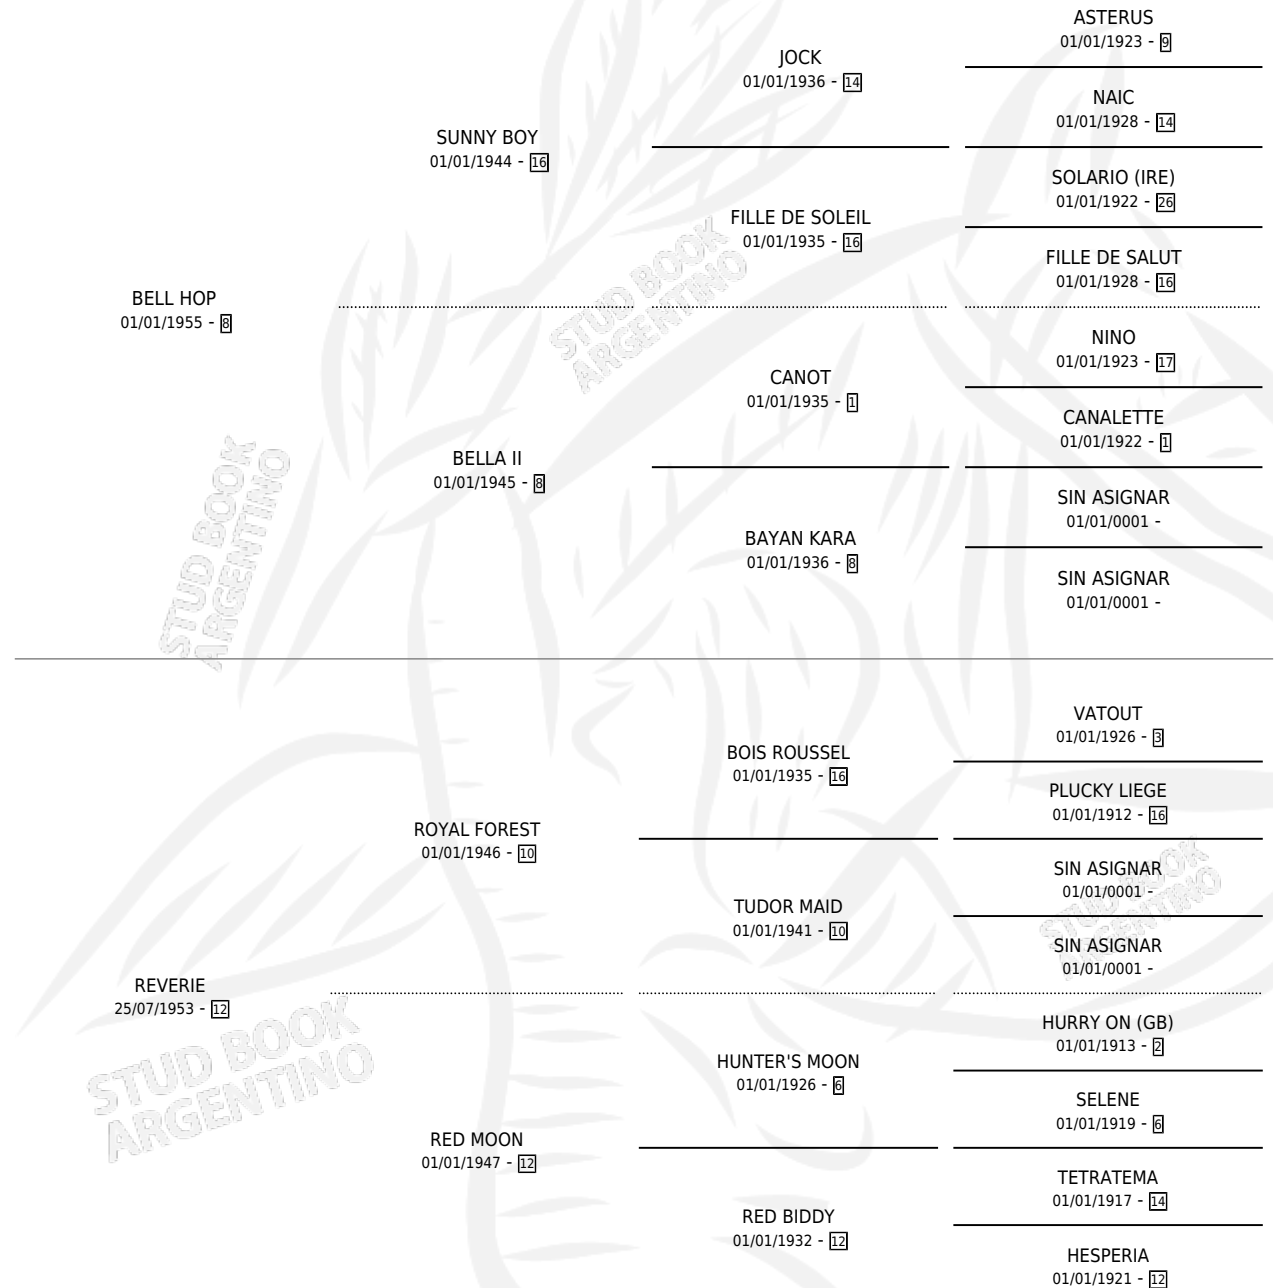 ASTERUS
01/01/1923 - 9
JOCK
01/01/1936 - 14
NAIC
01/01/1928 - 14
SUNNY BOY
01/01/1944 - 16
SOLARIO (IRE)
01/01/1922 - 26
FILLE DE SOLEIL
01/01/1935 - 16
FILLE DE SALUT
01/01/1928 - 16
BELL HOP
01/01/1955 - 8
NINO
01/01/1923 - 17
CANOT
01/01/1935 - 1
CANALETTE
01/01/1922 - 1
BELLA II
01/01/1945 - 8
SIN ASIGNAR
01/01/0001 -
BAYAN KARA
01/01/1936 - 8
SIN ASIGNAR
01/01/0001 -
VATOUT
01/01/1926 - 3
BOIS ROUSSEL
01/01/1935 - 16
PLUCKY LIEGE
01/01/1912 - 16
ROYAL FOREST
01/01/1946 - 10
SIN ASIGNAR
01/01/0001 -
TUDOR MAID
01/01/1941 - 10
SIN ASIGNAR
01/01/0001 -
REVERIE
25/07/1953 - 12
HURRY ON (GB)
01/01/1913 - 2
HUNTER'S MOON
01/01/1926 - 6
SELENE
01/01/1919 - 6
RED MOON
01/01/1947 - 12
TETRATEMA
01/01/1917 - 14
RED BIDDY
01/01/1932 - 12
HESPERIA
01/01/1921 - 12
STUD BOOK
ARGENTINO
STUD BOOK
ARGENTINO
STUD BOOK
ARGENTINO
STUD BOOK
ARGENTINO